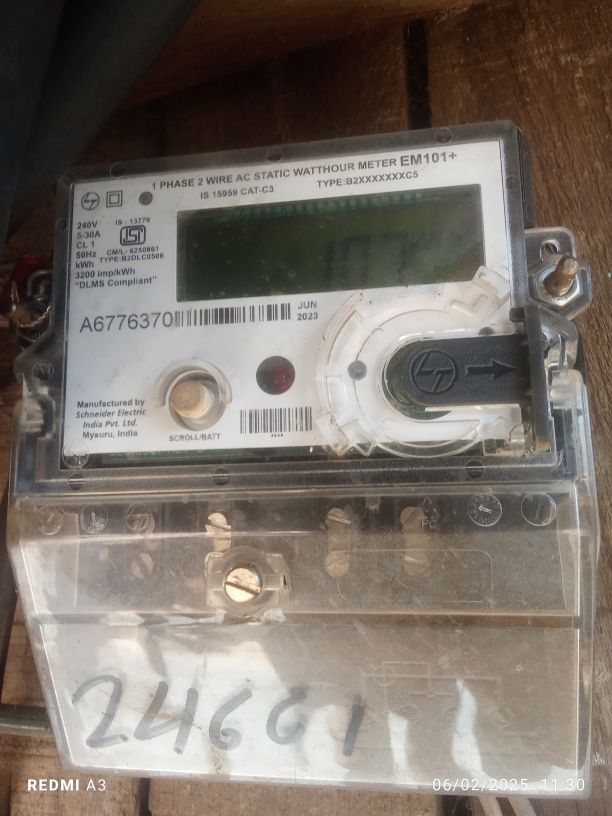 1 PHASE 2 WIRE AC STATIC WATTHOUR METER EM101+
IS 15959 CAT-C3 TYPE:B2XXXXXXXC5
240V
5-30A
CL 1
50Hz
kWh
3200 imp/kWh
"DLMS Compliant"
IS : 13779
CM/L- 6250861
TYPE:B2DLC0506
A6776370
JUN
2023
Manufactured by
Schneider Electric
India Pvt. Ltd.
Mysuru, India
SCROLL/BATT
24661
REDMI A3
06/02/2025 11:30